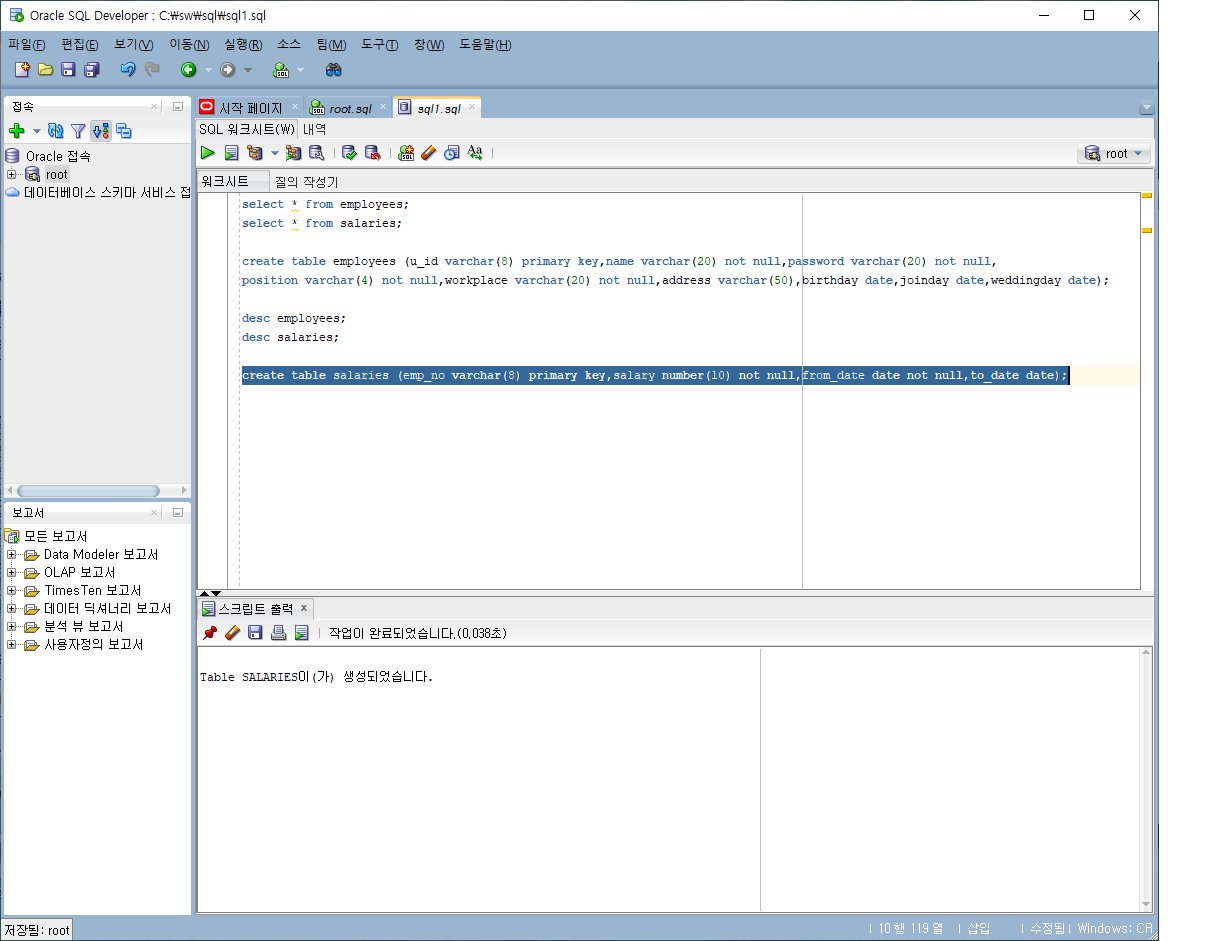 Oracle SQL Developer : C:₩sw₩sql₩sql1.sql
파일(F) 편집(E) 보기(V) 이동(N) 실행(R) 소스 팀(M) 도구(T) 창(W) 도움말(H)
접속
Oracle 접속
root
데이터베이스 스키마 서비스 접
보고서
모든 보고서
Data Modeler 보고서
OLAP 보고서
TimesTen 보고서
데이터 딕셔너리 보고서
분석 뷰 보고서
사용자정의 보고서
시작 페이지 root.sql sql1.sql
SQL 워크시트(W) 내역
root
워크시트 질의 작성기
select * from employees;
select * from salaries;
create table employees (u_id varchar(8) primary key,name varchar(20) not null,password varchar(20) not null,
position varchar(4) not null,workplace varchar(20) not null,address varchar(50),birthday date,joinday date,weddingday date);
desc employees;
desc salaries;
create table salaries (emp_no varchar(8) primary key,salary number(10) not null,from_date date not null,to_date date);
스크립트 출력
작업이 완료되었습니다.(0.038초)
Table SALARIES이(가) 생성되었습니다.
저장됨: root
10 행 119 열 삽입 수정됨 Windows: CR